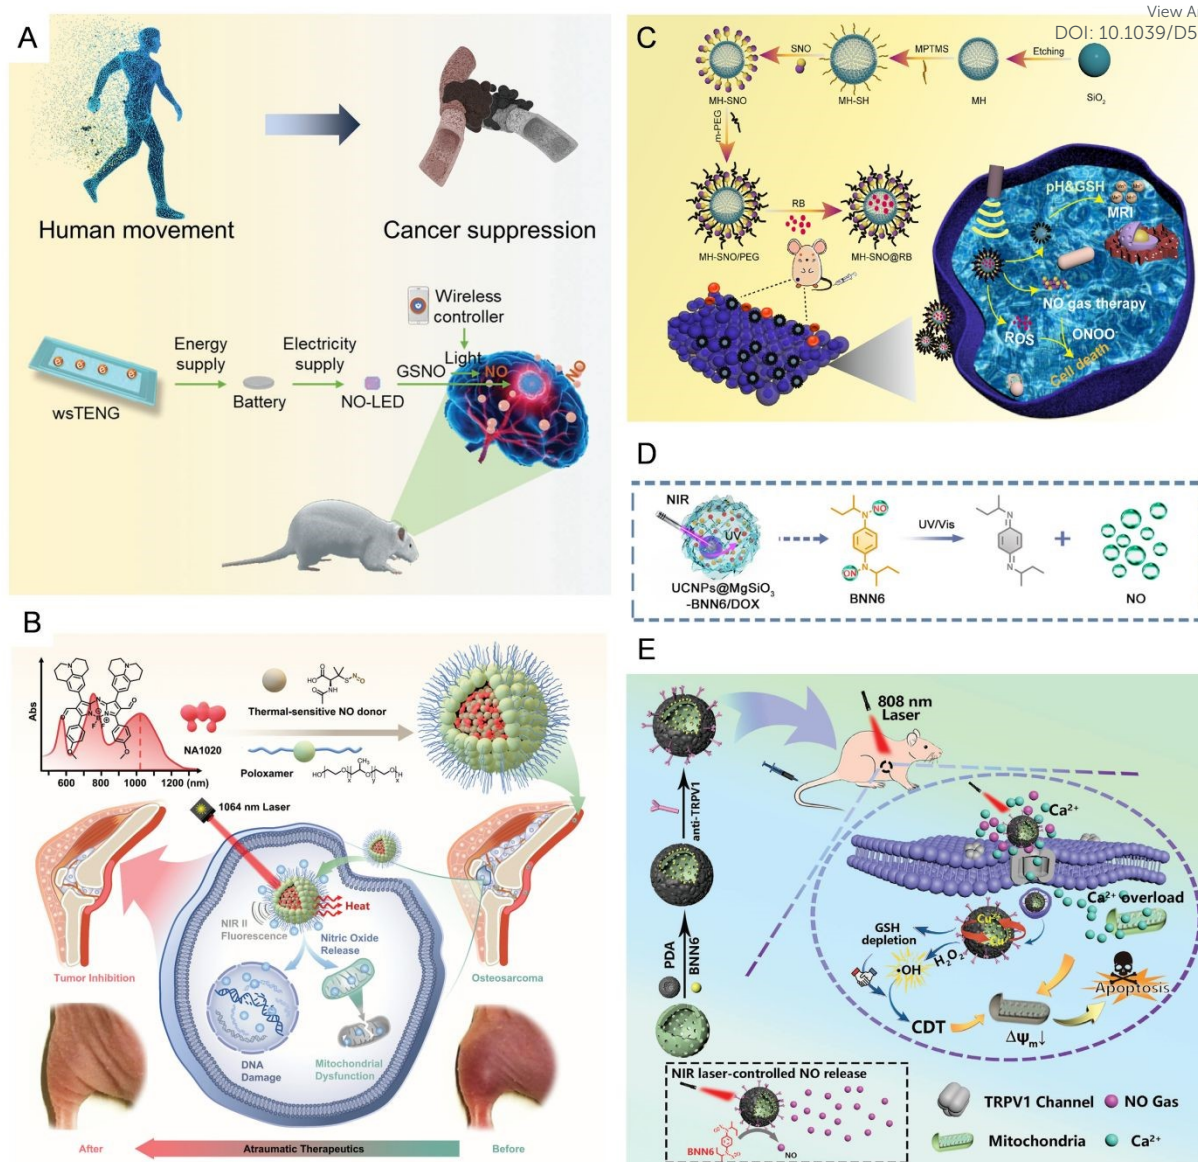 View A
DOI: 10.1039/D5
A
Human movement
Cancer suppression
Wireless
controller
Energy
supply
Electricity
supply
GSNO
Light
NO
NO
wsTENG
Battery
NO-LED
B
Abs
600 800 1000 1200 (nm)
NA1020
Thermal-sensitive NO donor
Poloxamer
1064 nm Laser
NIR II
Fluorescence
Heat
Nitric Oxide
Release
Tumor Inhibition
Osteosarcoma
DNA
Damage
Mitochondrial
Dysfunction
After
Atraumatic Therapeutics
Before
C
SNO
MPTMS
Etching
MH-SNO
MH-SH
MH
SiO2
m-PEG
RB
MH-SNO/PEG
MH-SNO@RB
pH&GSH
MRI
NO gas therapy
ROS
ONOO-
Cell death
D
NIR
UV
UCNPs@MgSiO3
-BNN6/DOX
NO
N
N
ON
BNN6
UV/Vis
N
N
+
NO
E
808 nm
Laser
anti-TRPV1
PDA
BNN6
Ca2+
Ca2+ overload
GSH
depletion
H2O2
•OH
CDT
ΔΨm↓
Apoptosis
NIR laser-controlled NO release
BNN6
NO
TRPV1 Channel
NO Gas
Mitochondria
Ca2+